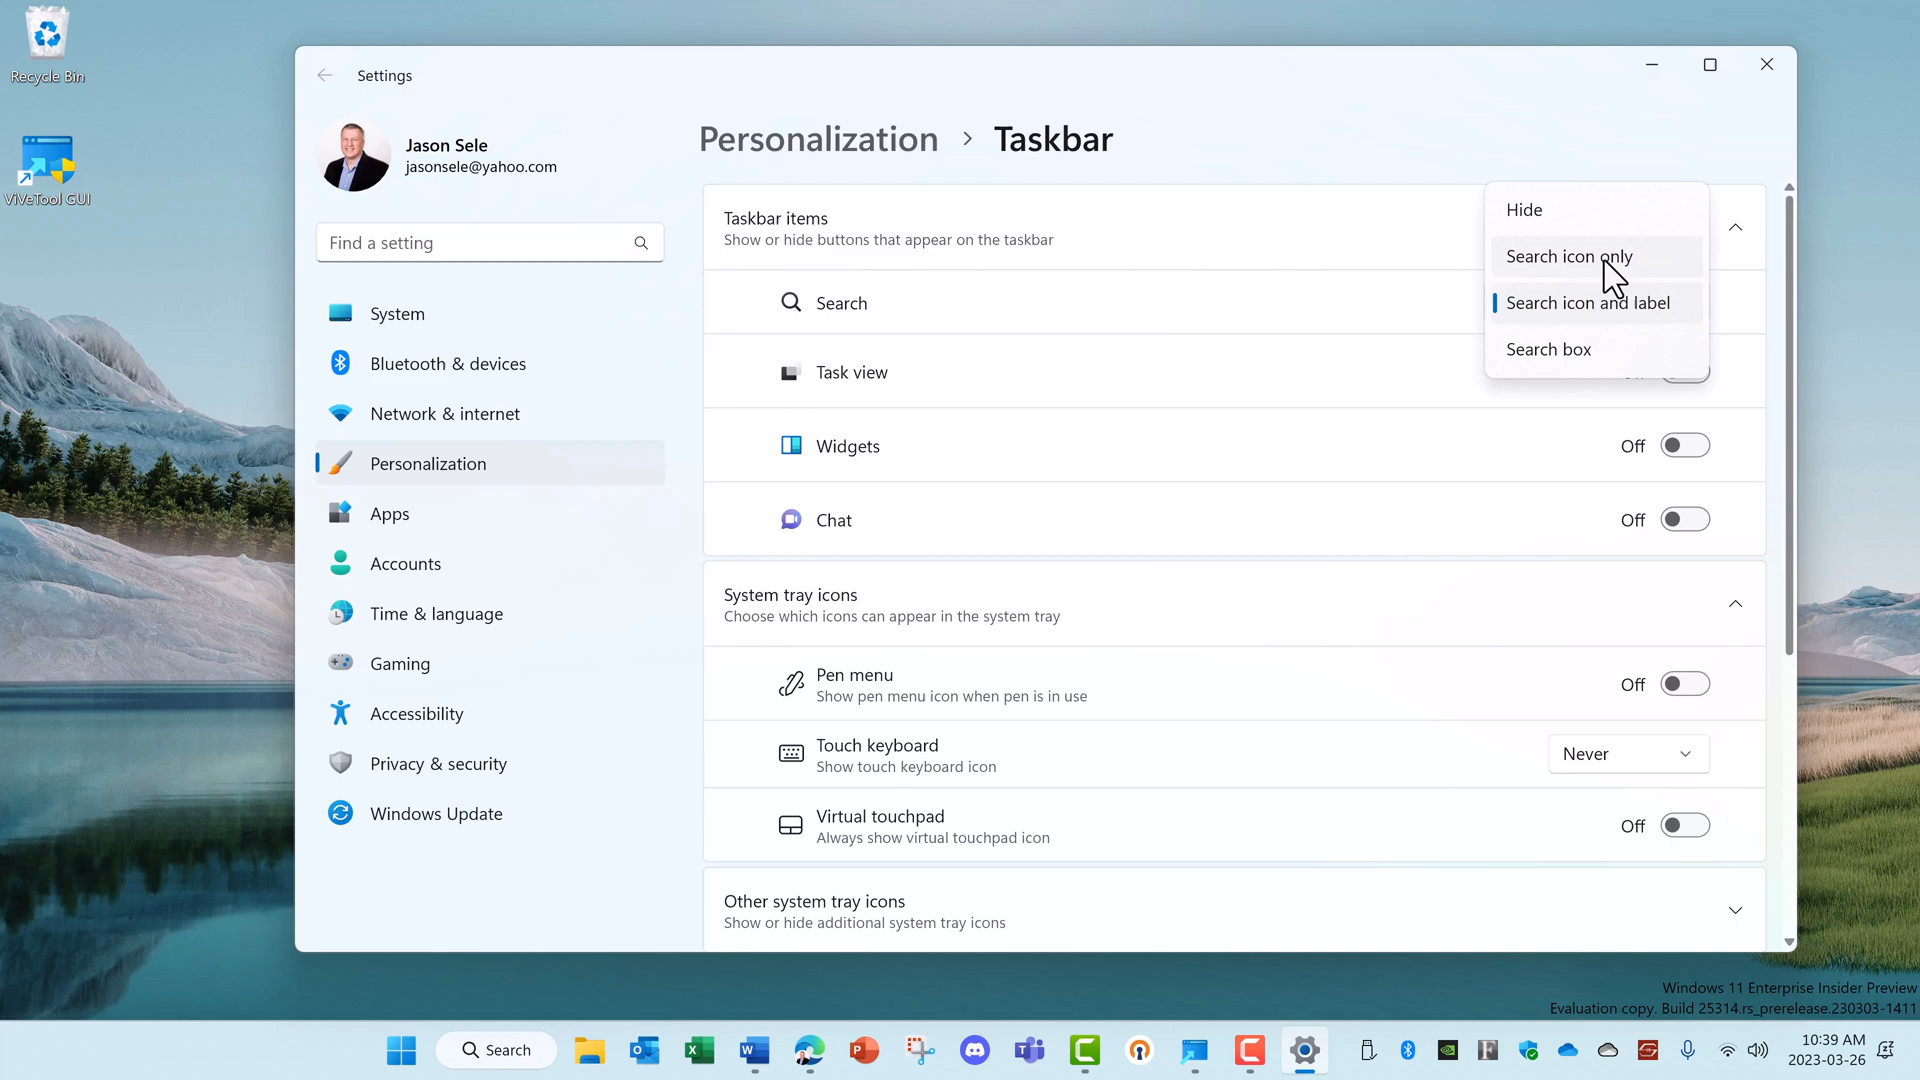 Recycle Bin
ViVeTool GUI
Settings
Jason Sele
jasonsele@yahoo.com
Find a setting
System
Bluetooth & devices
Network & internet
Personalization
Apps
Accounts
Time & language
Gaming
Accessibility
Privacy & security
Windows Update
Personalization > Taskbar
Taskbar items
Show or hide buttons that appear on the taskbar
Hide
Search icon only
Search icon and label
Search box
Search
Task view
Widgets
Off
Chat
Off
System tray icons
Choose which icons can appear in the system tray
Pen menu
Show pen menu icon when pen is in use
Off
Touch keyboard
Show touch keyboard icon
Never
Virtual touchpad
Always show virtual touchpad icon
Off
Other system tray icons
Show or hide additional system tray icons
Windows 11 Enterprise Insider Preview
Evaluation copy. Build 25314.rs_prerelease.230303-1411
Search
10:39 AM
2023-03-26